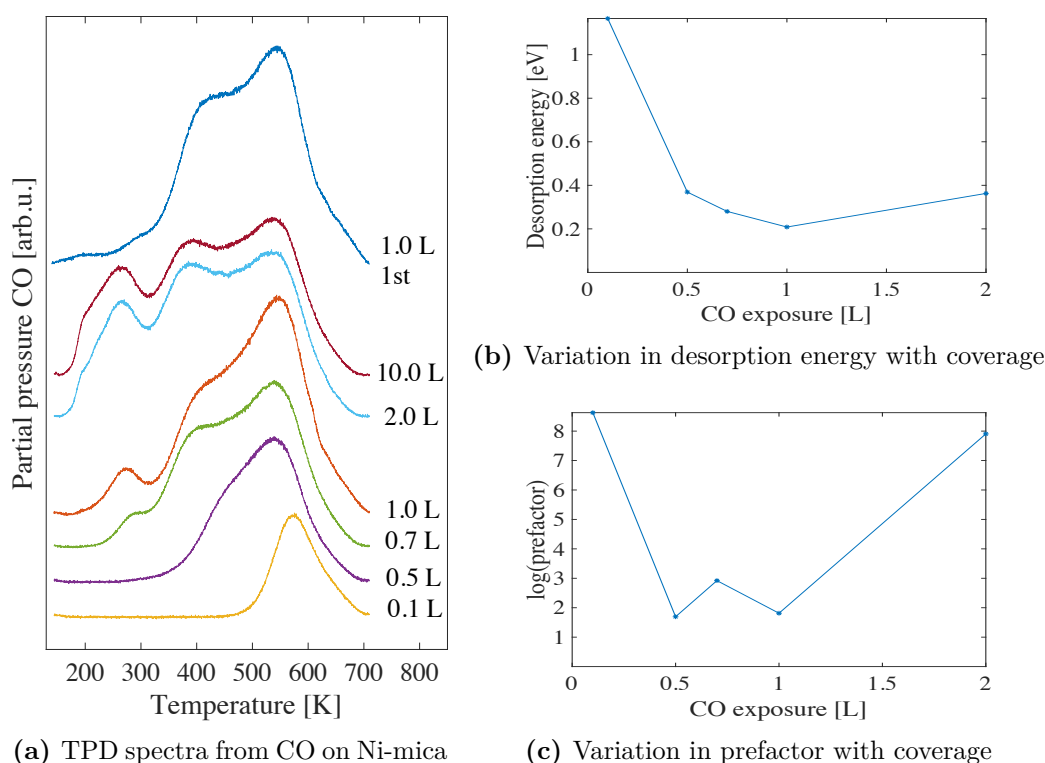 Partial pressure CO [arb.u.]
1.0 L
1st
10.0 L
2.0 L
1.0 L
0.7 L
0.5 L
0.1 L
200 300 400 500 600 700 800
Temperature [K]
(a) TPD spectra from CO on Ni-mica
Desorption energy [eV]
1
0.8
0.6
0.4
0.2
0 0.5 1 1.5 2
CO exposure [L]
(b) Variation in desorption energy with coverage
log(prefactor)
8
7
6
5
4
3
2
1
0 0.5 1 1.5 2
CO exposure [L]
(c) Variation in prefactor with coverage